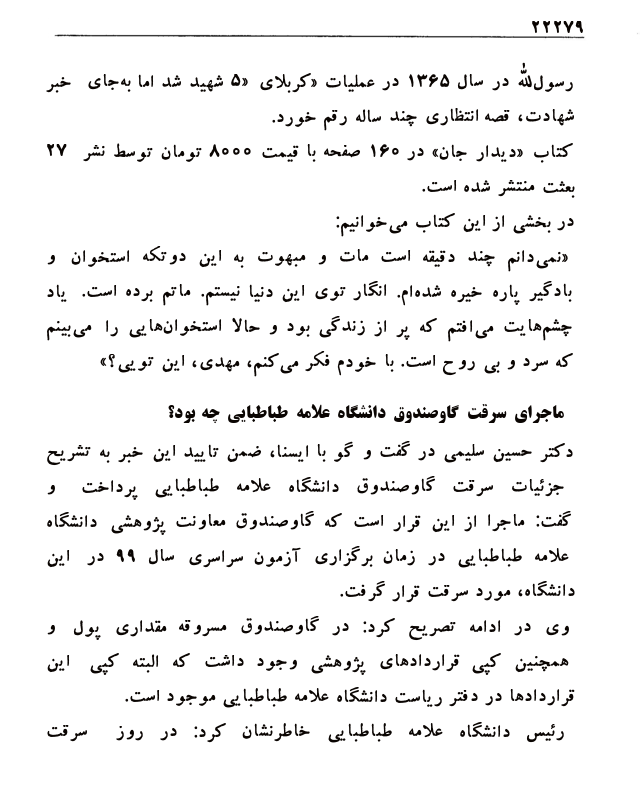 ۲۲۲۷۹
رسول‌الله در سال ۱۳۶۵ در عملیات «کربلای «۵ شهید شد اما به‌جای خبر
شهادت، قصه انتظاری چند ساله رقم خورد.
کتاب «دیدار جان» در ۱۶۰ صفحه با قیمت ۸۰۰۰ تومان توسط نشر ۲۷
بعثت منتشر شده است.
در بخشی از این کتاب می‌خوانیم:
«نمی‌دانم چند دقیقه است مات و مبهوت به این دوتکه استخوان و
بادگیر پاره خیره شده‌ام. انگار توی این دنیا نیستم. ماتم برده است. یاد
چشم‌هایت می‌افتم که پر از زندگی بود و حالا استخوان‌هایی را می‌بینم
که سرد و بی روح است. با خودم فکر می‌کنم، مهدی، این تویی؟»
ماجرای سرقت گاوصندوق دانشگاه علامه طباطبایی چه بود؟
دکتر حسین سلیمی در گفت و گو با ایسنا، ضمن تایید این خبر به تشریح
جزئیات سرقت گاوصندوق دانشگاه علامه طباطبایی پرداخت و
گفت: ماجرا از این قرار است که گاوصندوق معاونت پژوهشی دانشگاه
علامه طباطبایی در زمان برگزاری آزمون سراسری سال ۹۹ در این
دانشگاه، مورد سرقت قرار گرفت.
وی در ادامه تصریح کرد: در گاوصندوق مسروقه مقداری پول و
همچنین کپی قراردادهای پژوهشی وجود داشت که البته کپی این
قراردادها در دفتر ریاست دانشگاه علامه طباطبایی موجود است.
رئیس دانشگاه علامه طباطبایی خاطرنشان کرد: در روز سرقت